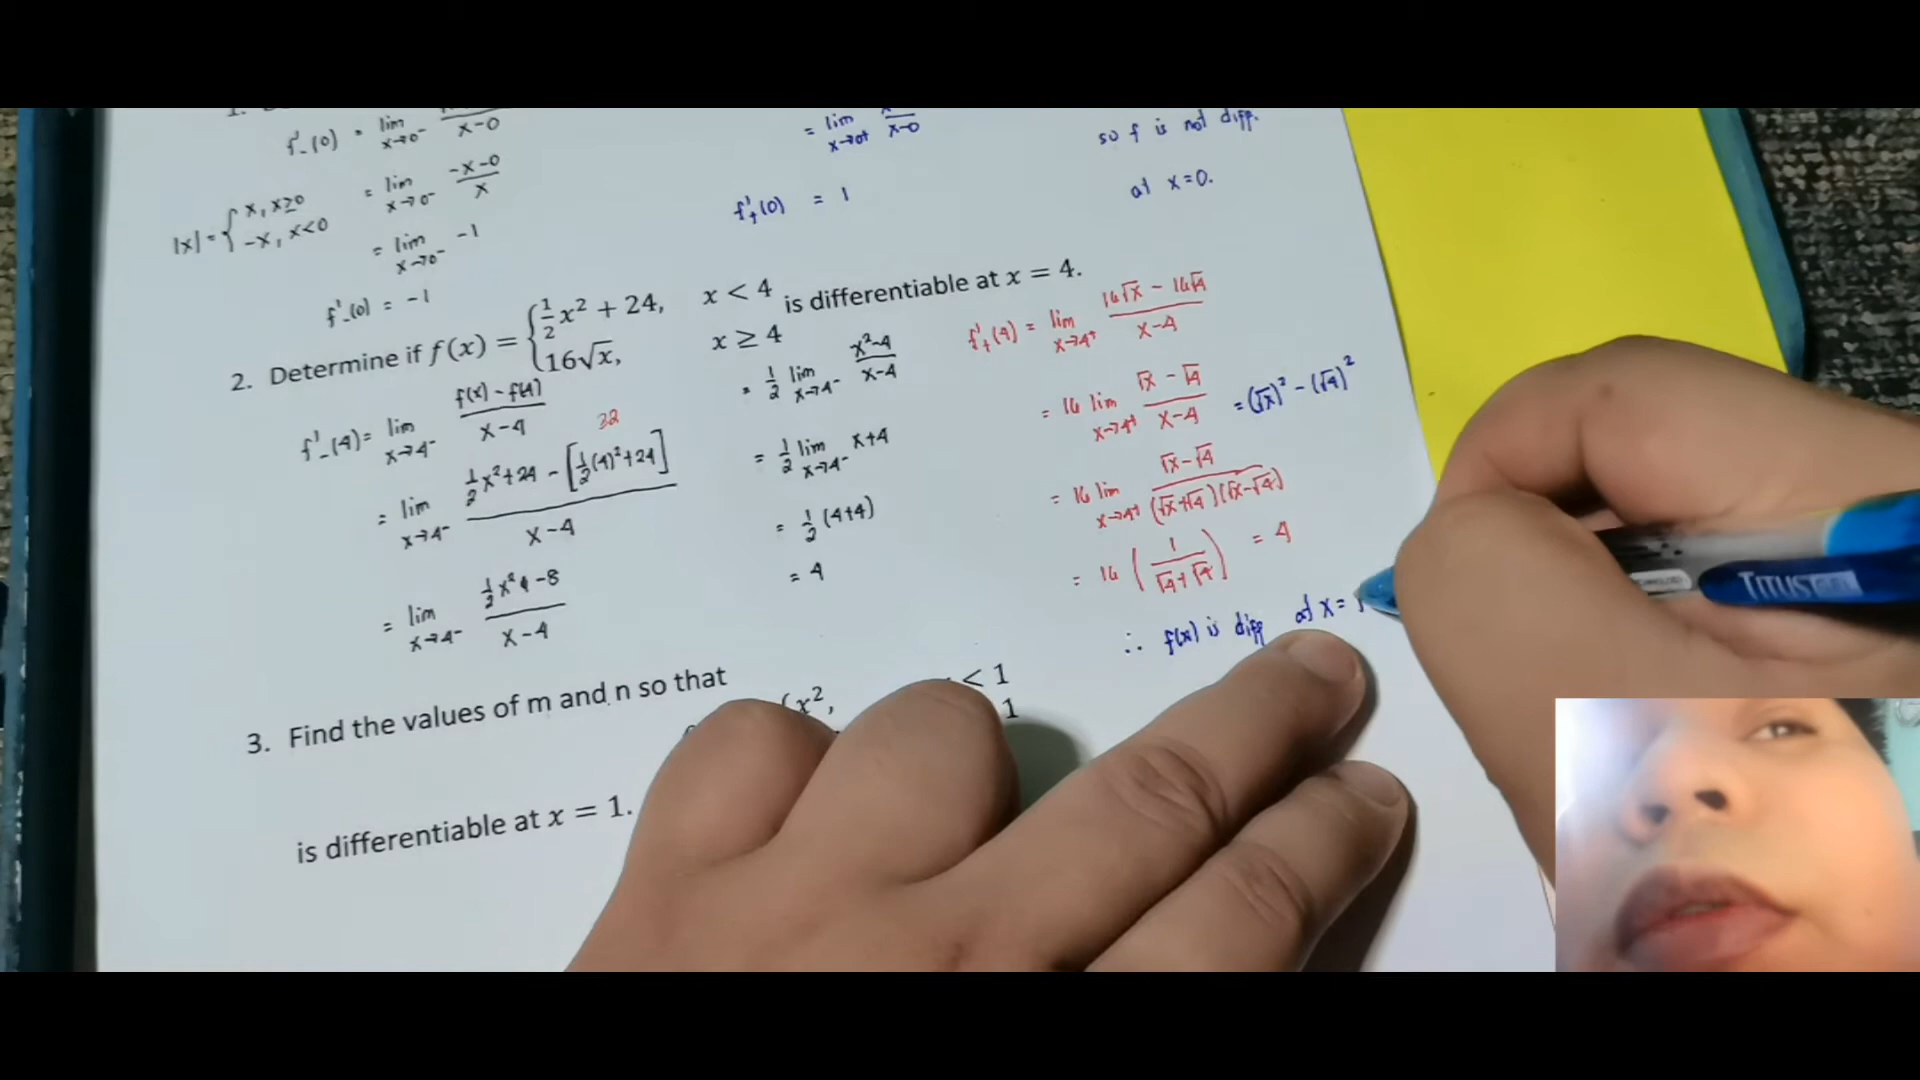 f'₋(0) = lim x→0⁻ /x-0
= lim x→0⁻ -x-0/x
|x| = { x, x≥0
-x, x<0
= lim x→0⁻ -1
f'₋(0) = -1
= lim x→0+ /x-0
f'₊(0) = 1
so f is not diff.
at x=0.
2. Determine if f(x) = { 1/2 x² + 24, x < 4
16√x, x ≥ 4
is differentiable at x = 4.
f'₋(4) = lim x→4⁻ f(x) - f(4)/x-4
32
= lim x→4⁻ 1/2 x²+24 - [1/2(4)²+24]/x-4
= lim x→4⁻ 1/2 x² -8/x-4
= 1/2 lim x→4⁻ x²-4/x-4
= 1/2 lim x→4⁻ x+4
= 1/2 (4+4)
= 4
f'₊(4) = lim x→4⁺ 16√x - 16√4/x-4
= 16 lim x→4⁺ √x - √4/x-4 = (√x)² - (√4)²
= 16 lim x→4⁺ √x-√4/(√x+√4)(√x-√4)
= 16 (1/√4+√4) = 4
∴ f(x) is diff at x=
3. Find the values of m and n so that
x², < 1
1
is differentiable at x = 1.
TITUS